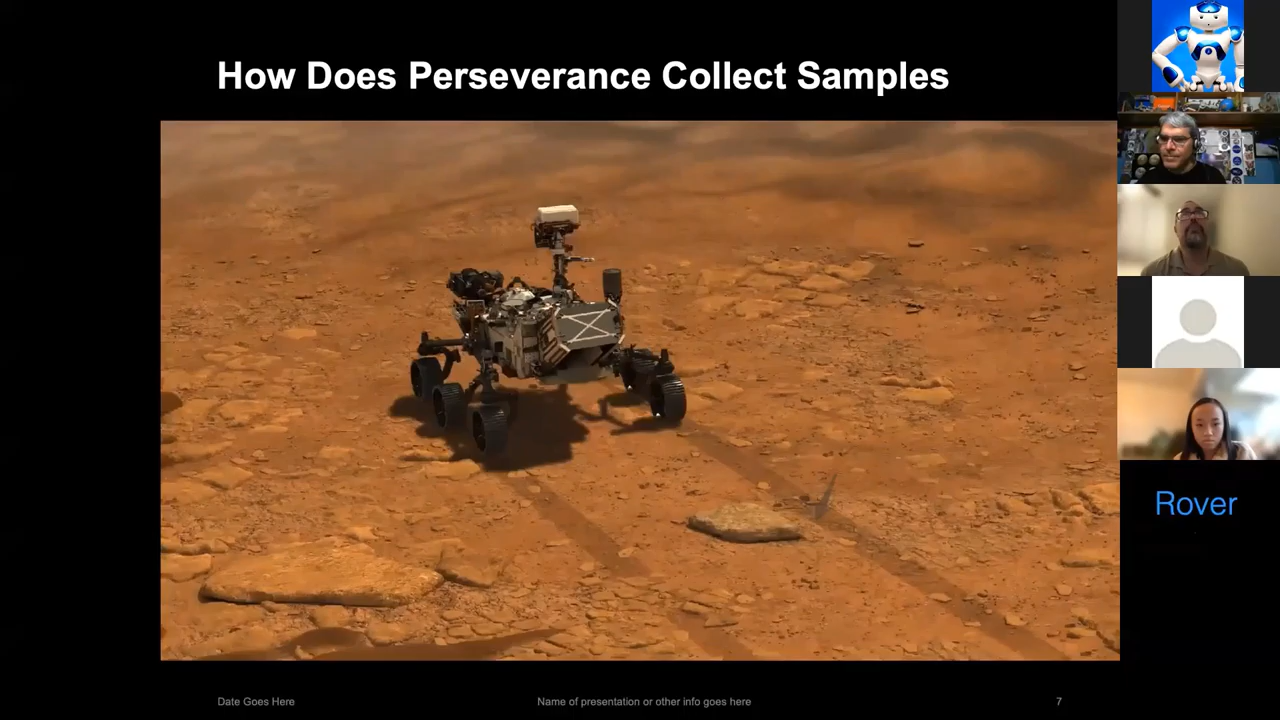 How Does Perseverance Collect Samples
Rover
Date Goes Here
Name of presentation or other info goes here
7